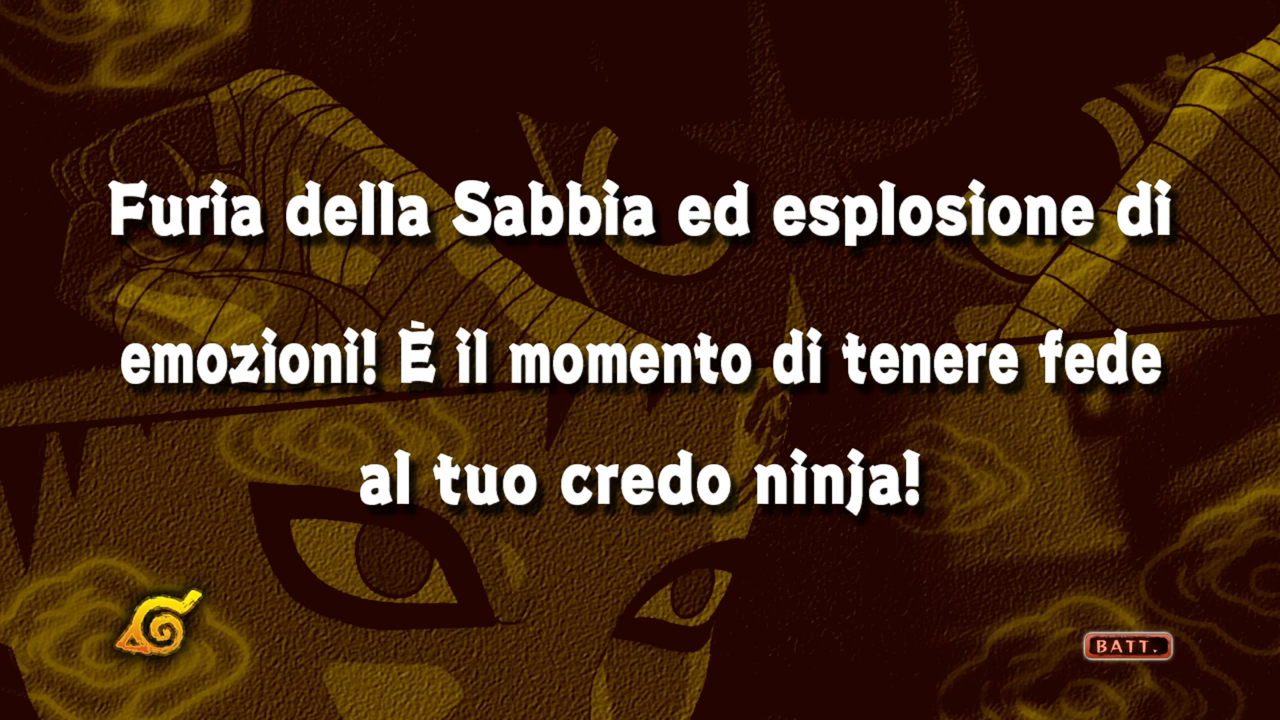 Furia della Sabbia ed esplosione di
emozioni! È il momento di tenere fede
al tuo credo ninja!
BATT.